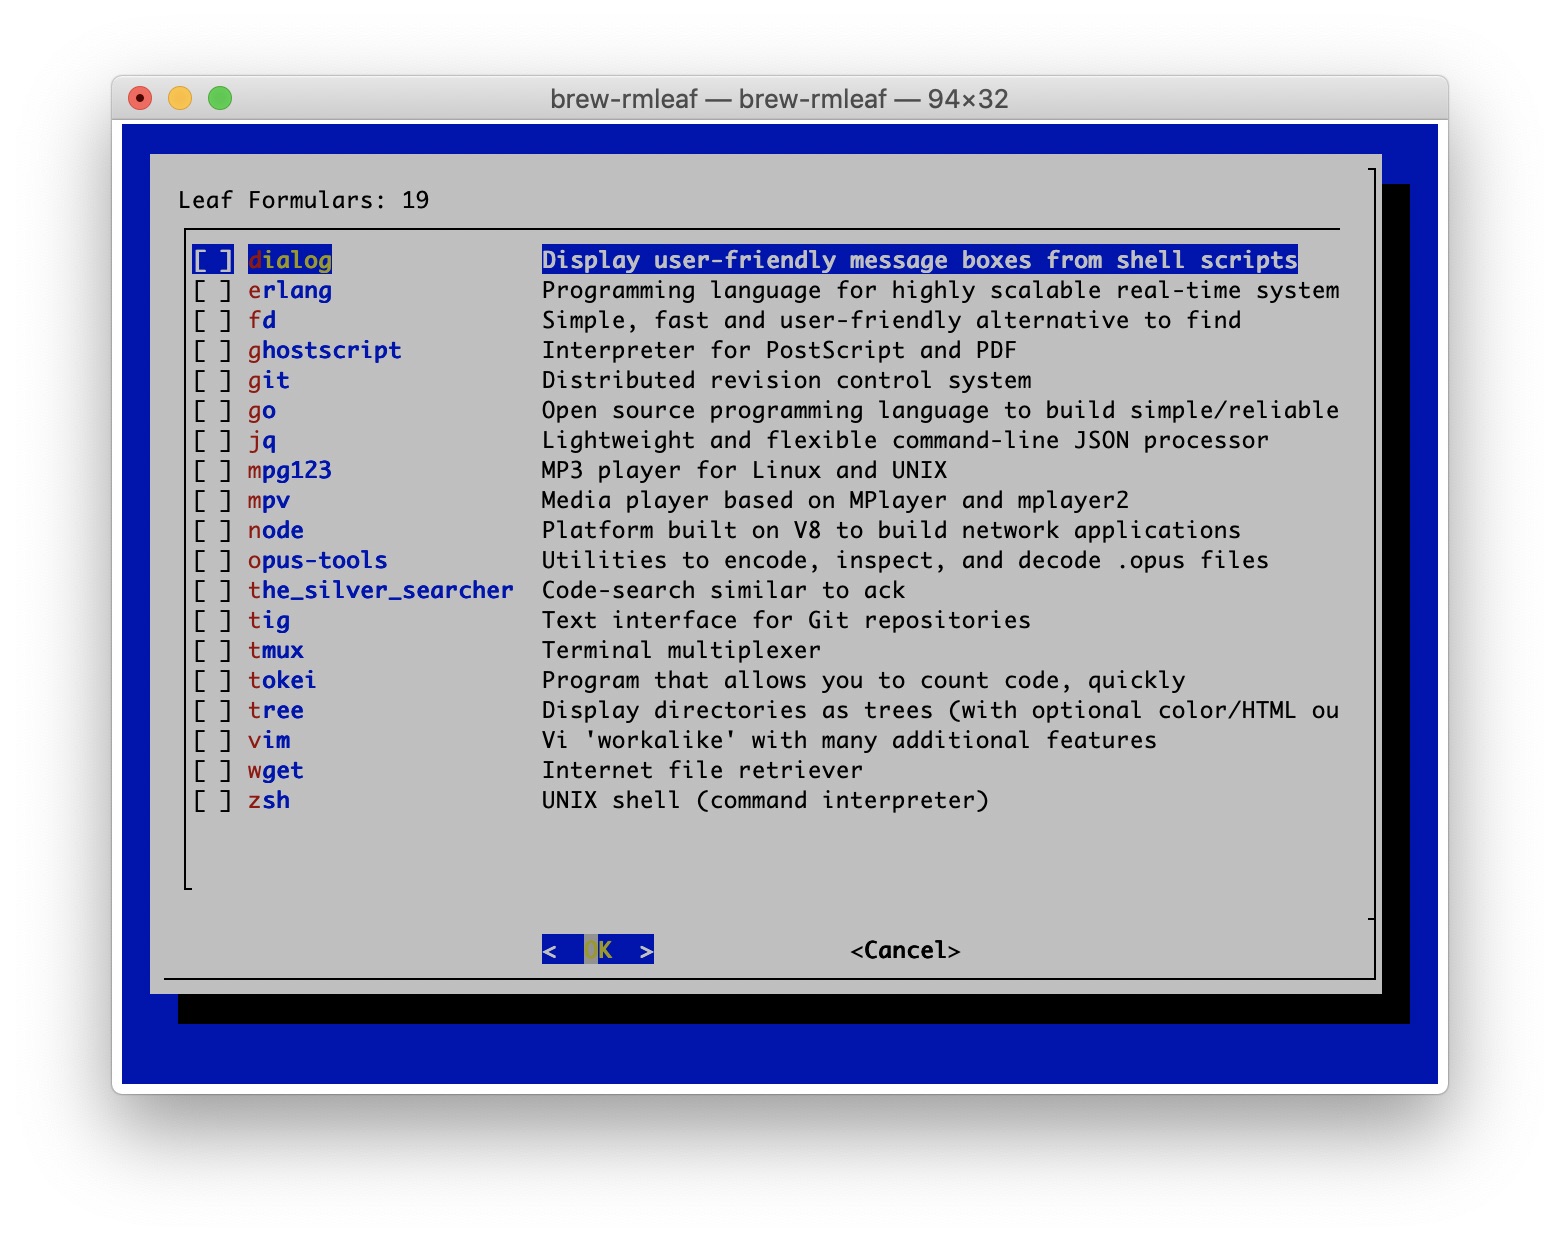 brew-rmleaf — brew-rmleaf — 94×32
Leaf Formulars: 19
[ ] dialog Display user-friendly message boxes from shell scripts
[ ] erlang Programming language for highly scalable real-time system
[ ] fd Simple, fast and user-friendly alternative to find
[ ] ghostscript Interpreter for PostScript and PDF
[ ] git Distributed revision control system
[ ] go Open source programming language to build simple/reliable
[ ] jq Lightweight and flexible command-line JSON processor
[ ] mpg123 MP3 player for Linux and UNIX
[ ] mpv Media player based on MPlayer and mplayer2
[ ] node Platform built on V8 to build network applications
[ ] opus-tools Utilities to encode, inspect, and decode .opus files
[ ] the_silver_searcher Code-search similar to ack
[ ] tig Text interface for Git repositories
[ ] tmux Terminal multiplexer
[ ] tokei Program that allows you to count code, quickly
[ ] tree Display directories as trees (with optional color/HTML ou
[ ] vim Vi 'workalike' with many additional features
[ ] wget Internet file retriever
[ ] zsh UNIX shell (command interpreter)
<  OK  > <Cancel>